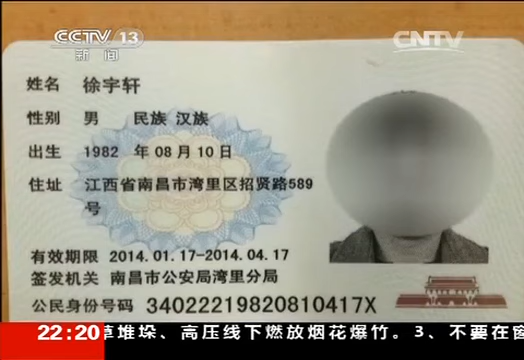 CCTV 13
新闻
CNTV
姓名 徐宇轩
性别 男 民族 汉族
出生 1982 年 08 月 10 日
住址 江西省南昌市湾里区招贤路589
号
有效期限 2014.01.17-2014.04.17
签发机关 南昌市公安局湾里分局
公民身份号码 34022219820810417X
22:20 草堆垛、高压线下燃放烟花爆竹。3、不要在窗